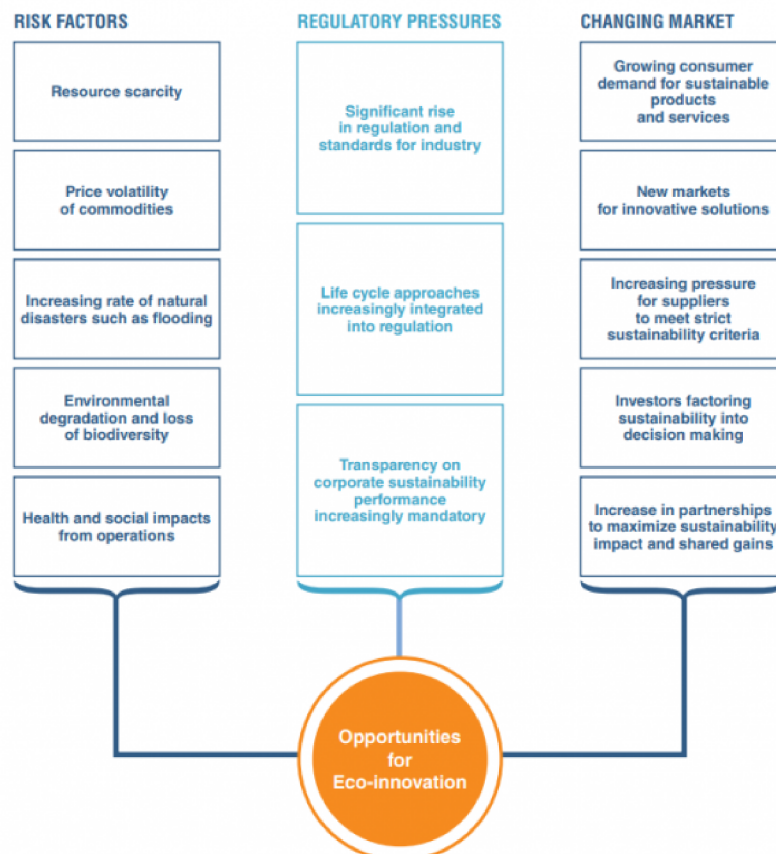 RISK FACTORS
Resource scarcity
Price volatility
of commodities
Increasing rate of natural
disasters such as flooding
Environmental
degradation and loss
of biodiversity
Health and social impacts
from operations
REGULATORY PRESSURES
Significant rise
in regulation and
standards for industry
Life cycle approaches
increasingly integrated
into regulation
Transparency on
corporate sustainability
performance
increasingly mandatory
CHANGING MARKET
Growing consumer
demand for sustainable
products
and services
New markets
for innovative solutions
Increasing pressure
for suppliers
to meet strict
sustainability criteria
Investors factoring
sustainability into
decision making
Increase in partnerships
to maximize sustainability
impact and shared gains
Opportunities
for
Eco-innovation